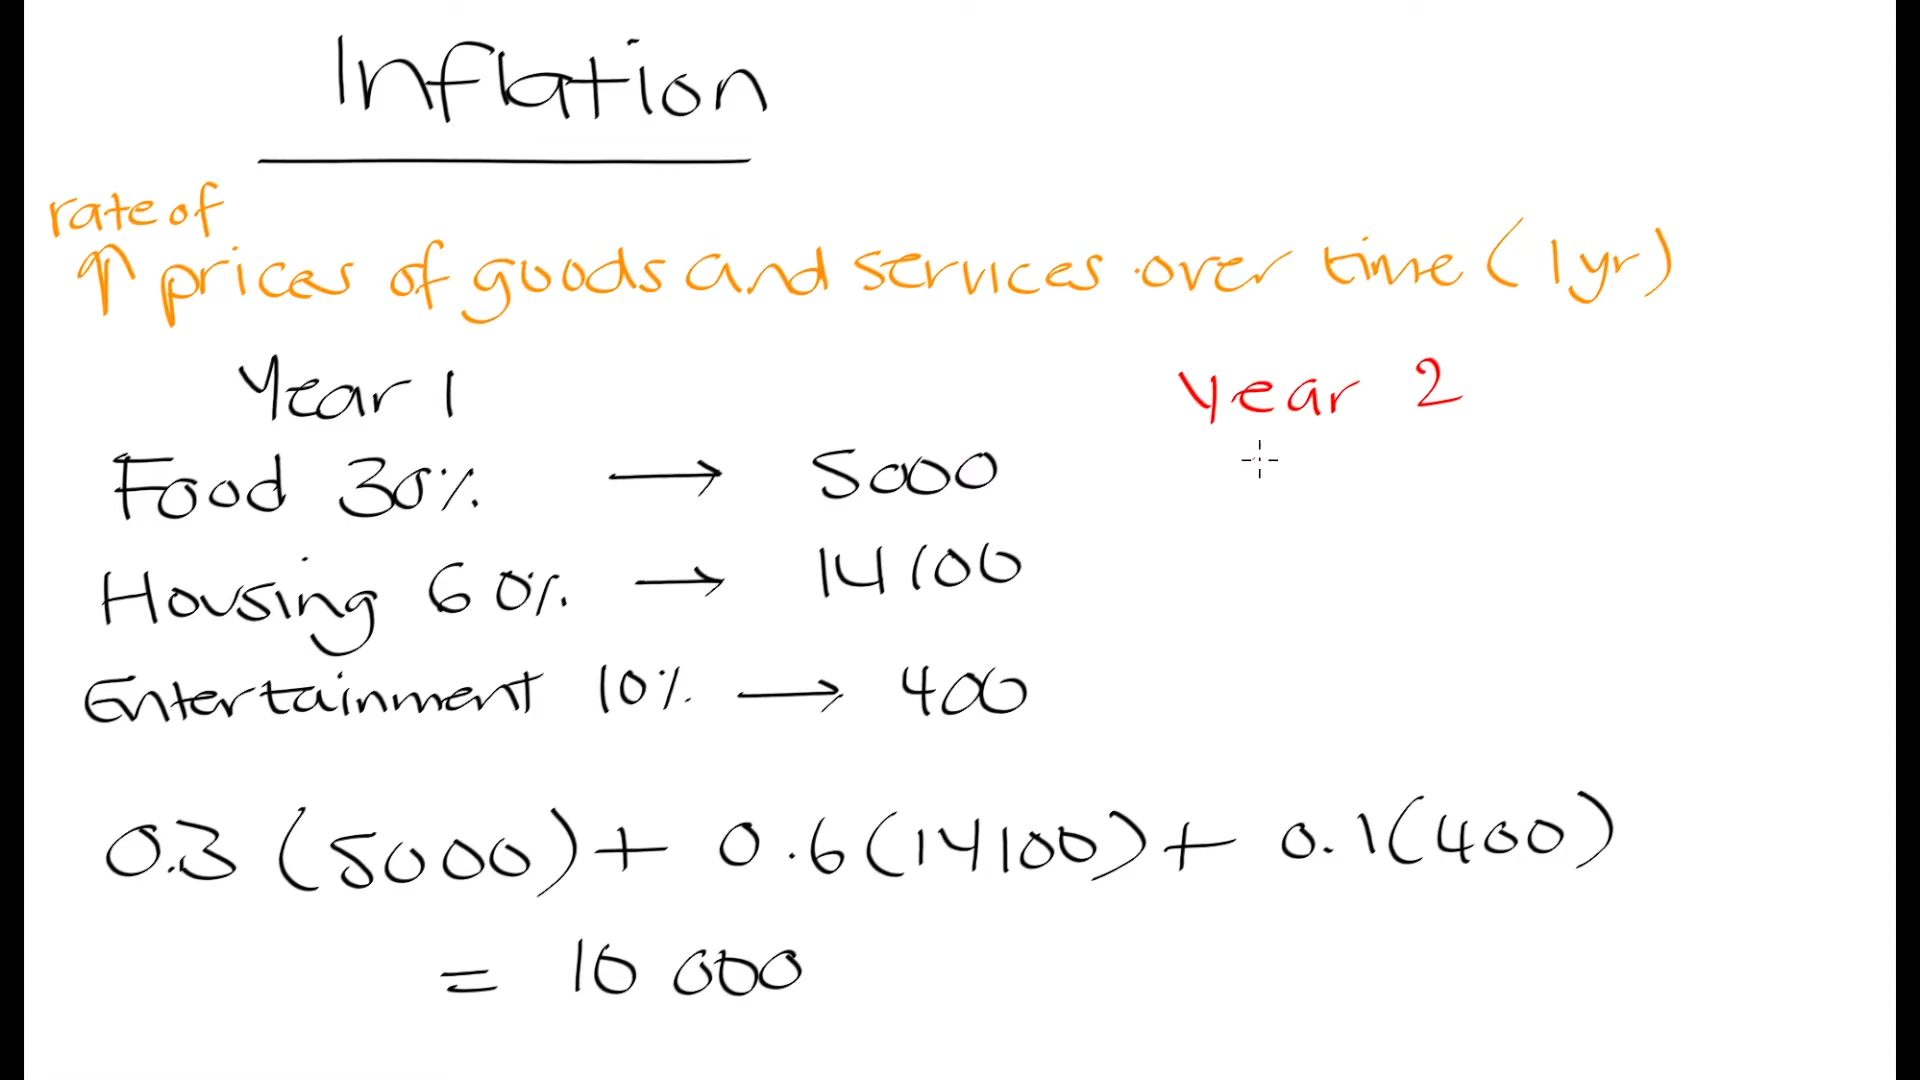 Inflation
rate of
↑ prices of goods and services over time (1yr)
Year 1
Year 2
Food 30% → 5000
Housing 60% → 14100
Entertainment 10% → 400
0.3 (5000) + 0.6 (14100) + 0.1 (400)
= 10 000